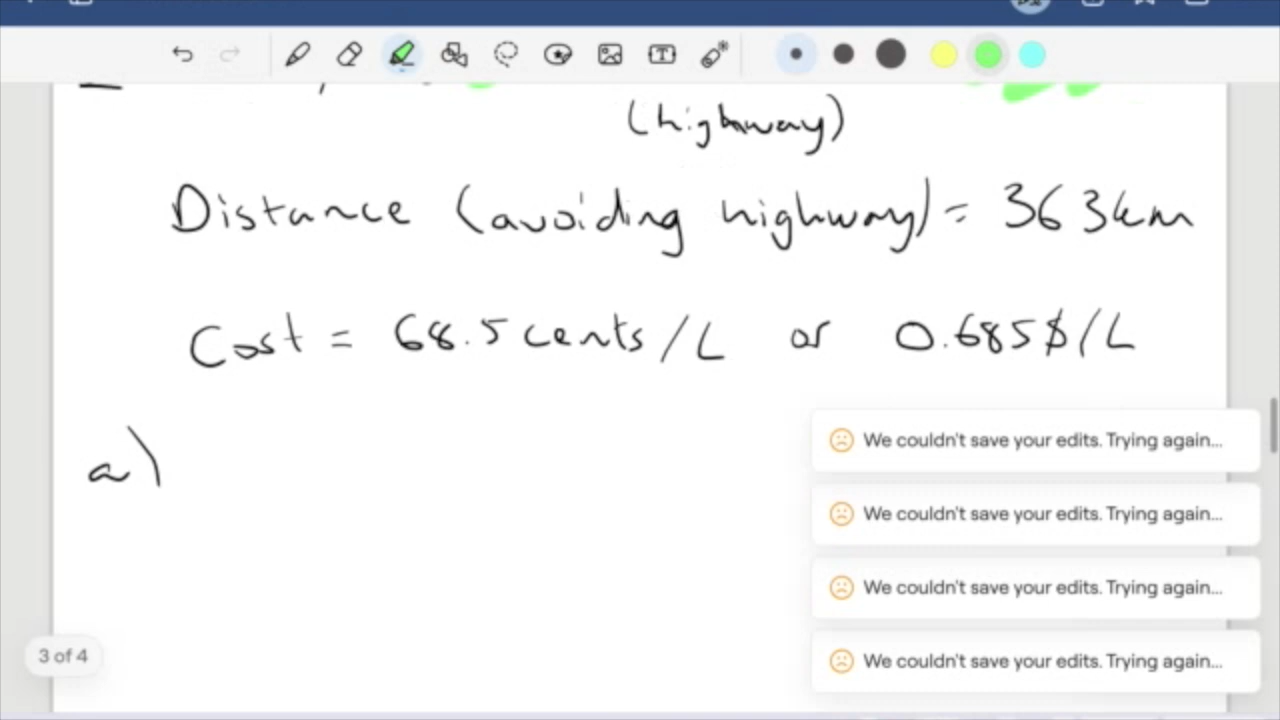 (highway)
Distance (avoiding highway) = 363km
Cost = 68.5 cents/L or 0.685$/L
a)
We couldn't save your edits. Trying again...
We couldn't save your edits. Trying again...
We couldn't save your edits. Trying again...
We couldn't save your edits. Trying again...
3 of 4